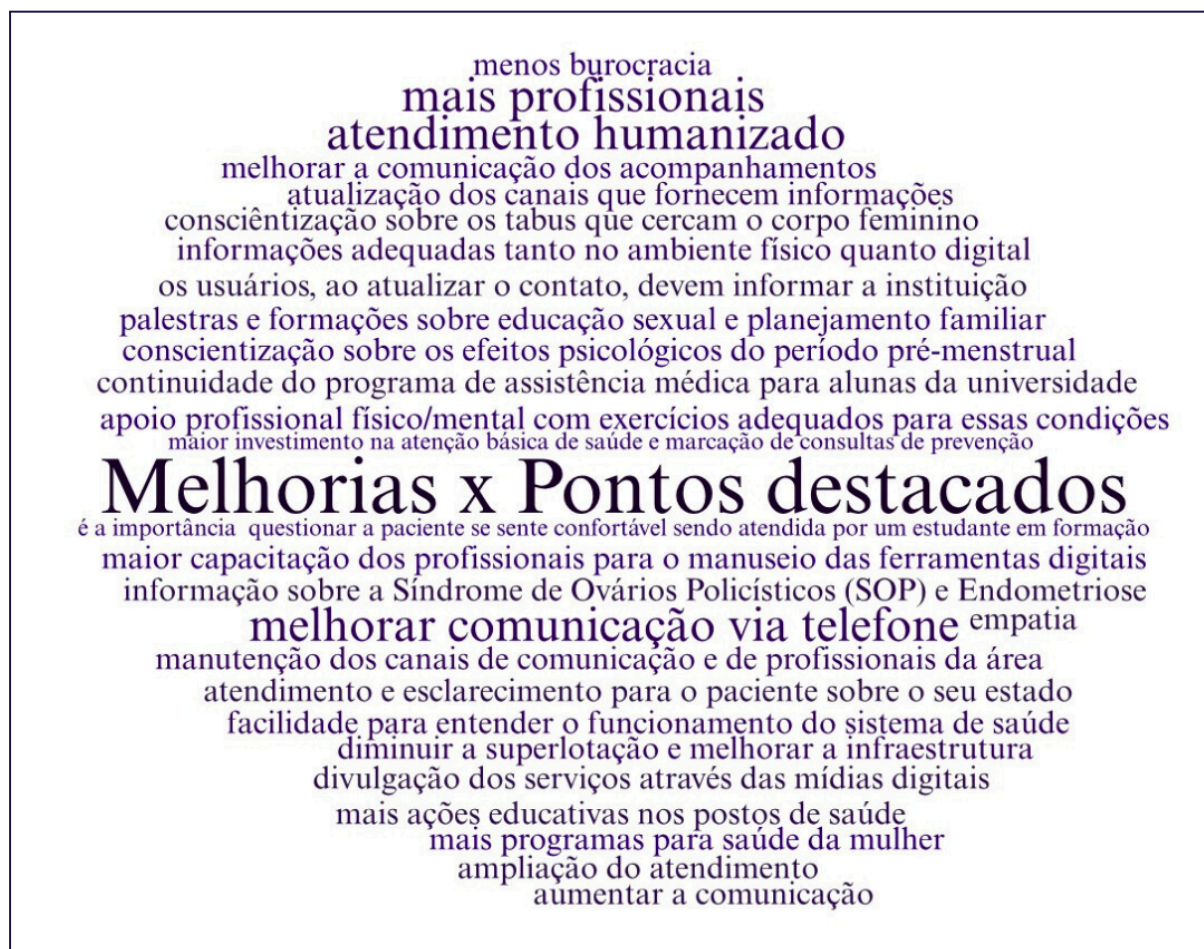 menos burocracia
mais profissionais
atendimento humanizado
melhorar a comunicação dos acompanhamentos
atualização dos canais que fornecem informações
consciêntização sobre os tabus que cercam o corpo feminino
informações adequadas tanto no ambiente físico quanto digital
os usuários, ao atualizar o contato, devem informar a instituição
palestras e formações sobre educação sexual e planejamento familiar
conscientização sobre os efeitos psicológicos do período pré-menstrual
continuidade do programa de assistência médica para alunas da universidade
apoio profissional físico/mental com exercícios adequados para essas condições
maior investimento na atenção básica de saúde e marcação de consultas de prevenção
Melhorias x Pontos destacados
é a importância questionar a paciente se sente confortável sendo atendida por um estudante em formação
maior capacitação dos profissionais para o manuseio das ferramentas digitais
informação sobre a Síndrome de Ovários Policísticos (SOP) e Endometriose
melhorar comunicação via telefone empatia
manutenção dos canais de comunicação e de profissionais da área
atendimento e esclarecimento para o paciente sobre o seu estado
facilidade para entender o funcionamento do sistema de saúde
diminuir a superlotação e melhorar a infraestrutura
divulgação dos serviços através das mídias digitais
mais ações educativas nos postos de saúde
mais programas para saúde da mulher
ampliação do atendimento
aumentar a comunicação